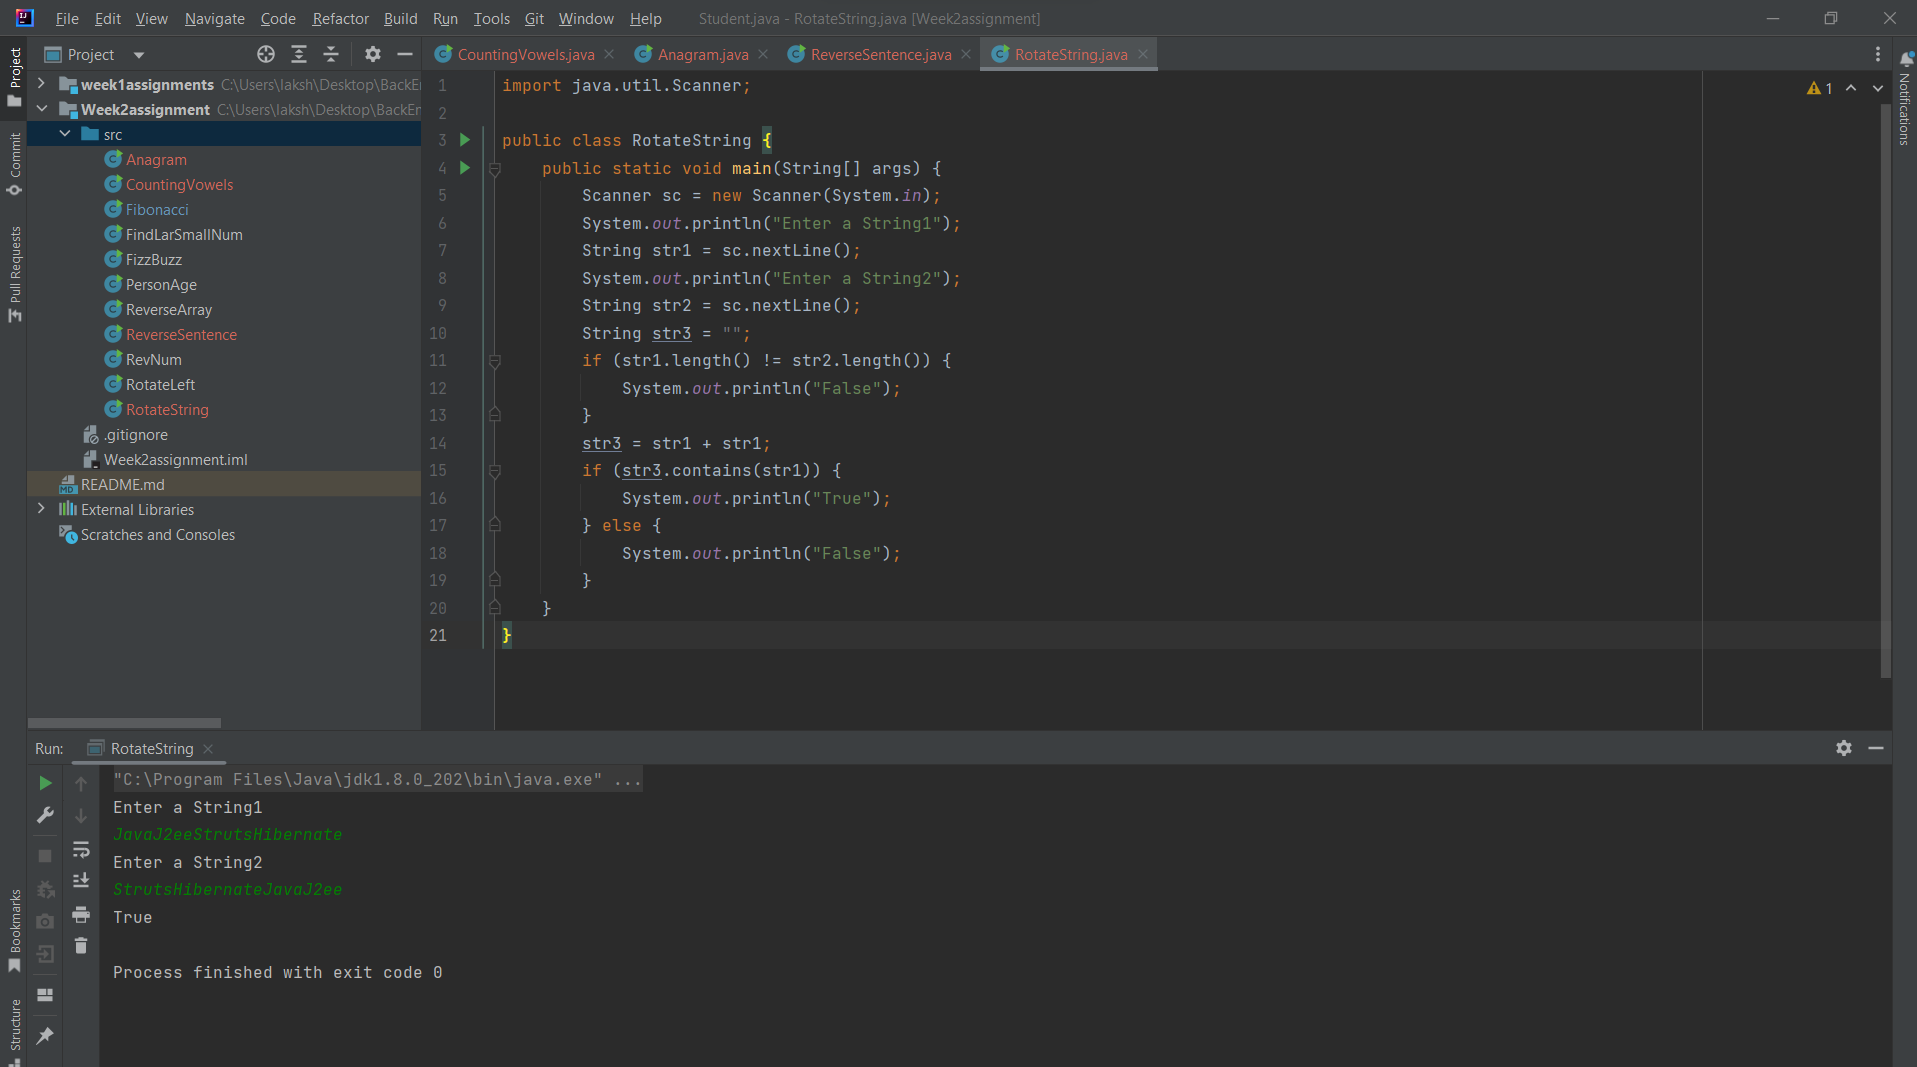 File Edit View Navigate Code Refactor Build Run Tools Git Window Help Student.java - RotateString.java [Week2assignment]
Project
CountingVowels.java Anagram.java ReverseSentence.java RotateString.java
Project
Commit
Pull Requests
Bookmarks
Structure
Notifications
week1assignments C:\Users\laksh\Desktop\BackEn
Week2assignment C:\Users\laksh\Desktop\BackEn
src
Anagram
CountingVowels
Fibonacci
FindLarSmallNum
FizzBuzz
PersonAge
ReverseArray
ReverseSentence
RevNum
RotateLeft
RotateString
.gitignore
Week2assignment.iml
README.md
External Libraries
Scratches and Consoles
1 import java.util.Scanner;
2
3 public class RotateString {
4 public static void main(String[] args) {
5 Scanner sc = new Scanner(System.in);
6 System.out.println("Enter a String1");
7 String str1 = sc.nextLine();
8 System.out.println("Enter a String2");
9 String str2 = sc.nextLine();
10 String str3 = "";
11 if (str1.length() != str2.length()) {
12 System.out.println("False");
13 }
14 str3 = str1 + str1;
15 if (str3.contains(str1)) {
16 System.out.println("True");
17 } else {
18 System.out.println("False");
19 }
20 }
21 }
1
Run: RotateString
"C:\Program Files\Java\jdk1.8.0_202\bin\java.exe" ...
Enter a String1
JavaJ2eeStrutsHibernate
Enter a String2
StrutsHibernateJavaJ2ee
True
Process finished with exit code 0